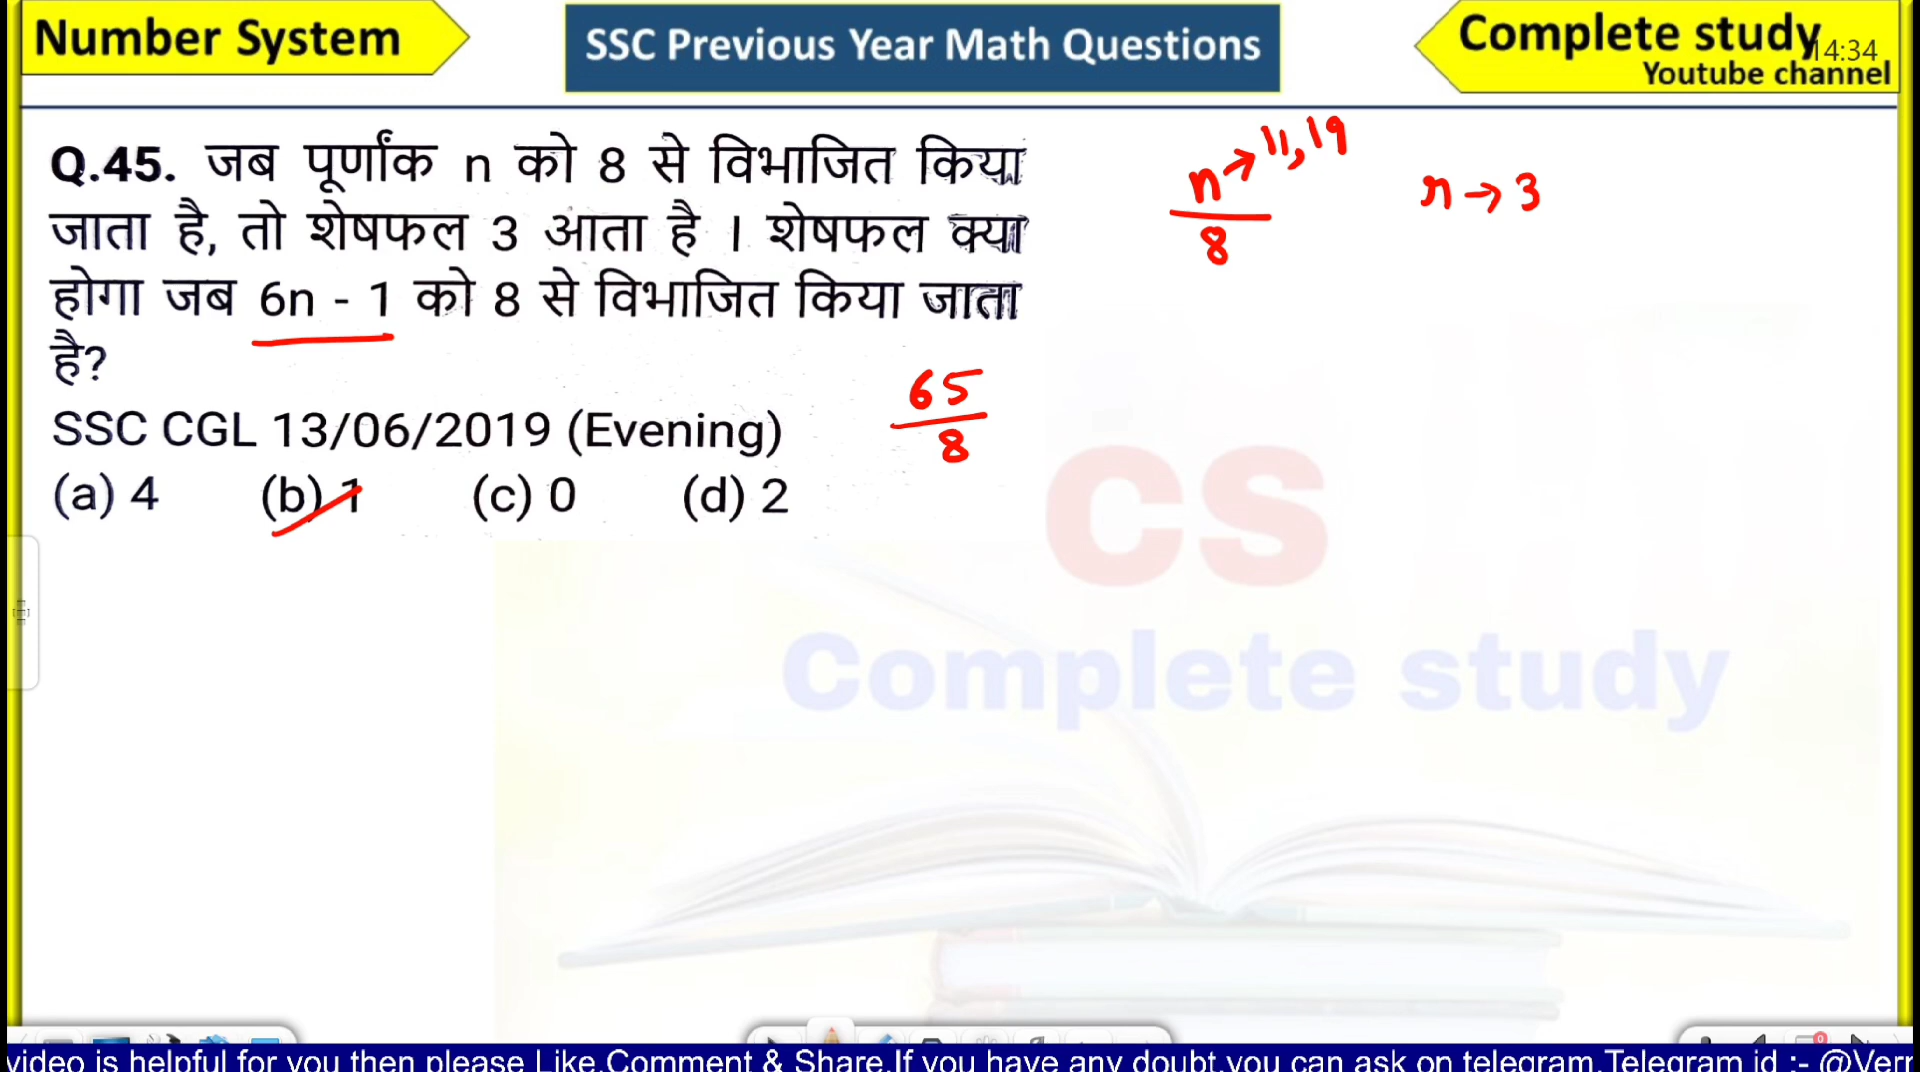 Number System
SSC Previous Year Math Questions
Complete study
14:34
Youtube channel
Q.45. जब पूर्णांक n को 8 से विभाजित किया
जाता है, तो शेषफल 3 आता है । शेषफल क्या
होगा जब 6n - 1 को 8 से विभाजित किया जाता
है?
SSC CGL 13/06/2019 (Evening)
(a) 4 (b) 1 (c) 0 (d) 2
n → 11, 19
8
r → 3
65
8
CS
Complete study
video is helpful for you then please Like,Comment & Share.If you have any doubt,you can ask on telegram.Telegram id :- @Verr